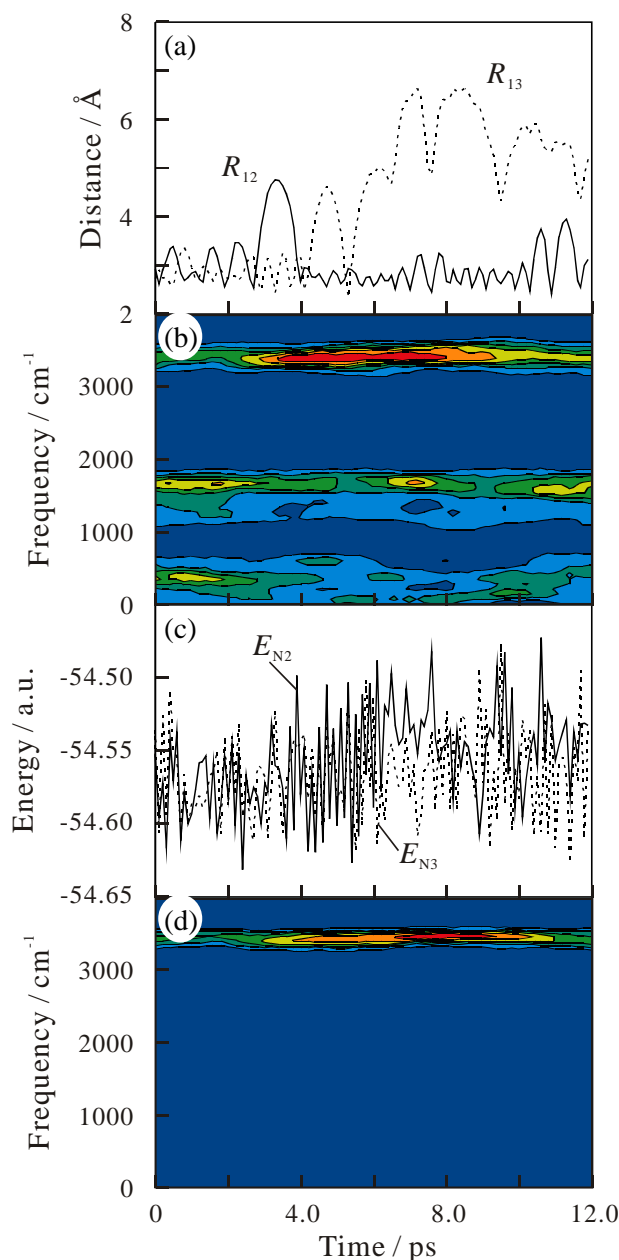 (a)
8
6
4
2
Distance / Å
R12
R13
(b)
3000
2000
1000
0
Frequency / cm-1
(c)
-54.50
-54.55
-54.60
-54.65
Energy / a.u.
EN2
EN3
(d)
3000
2000
1000
0
Frequency / cm-1
0 4.0 8.0 12.0
Time / ps